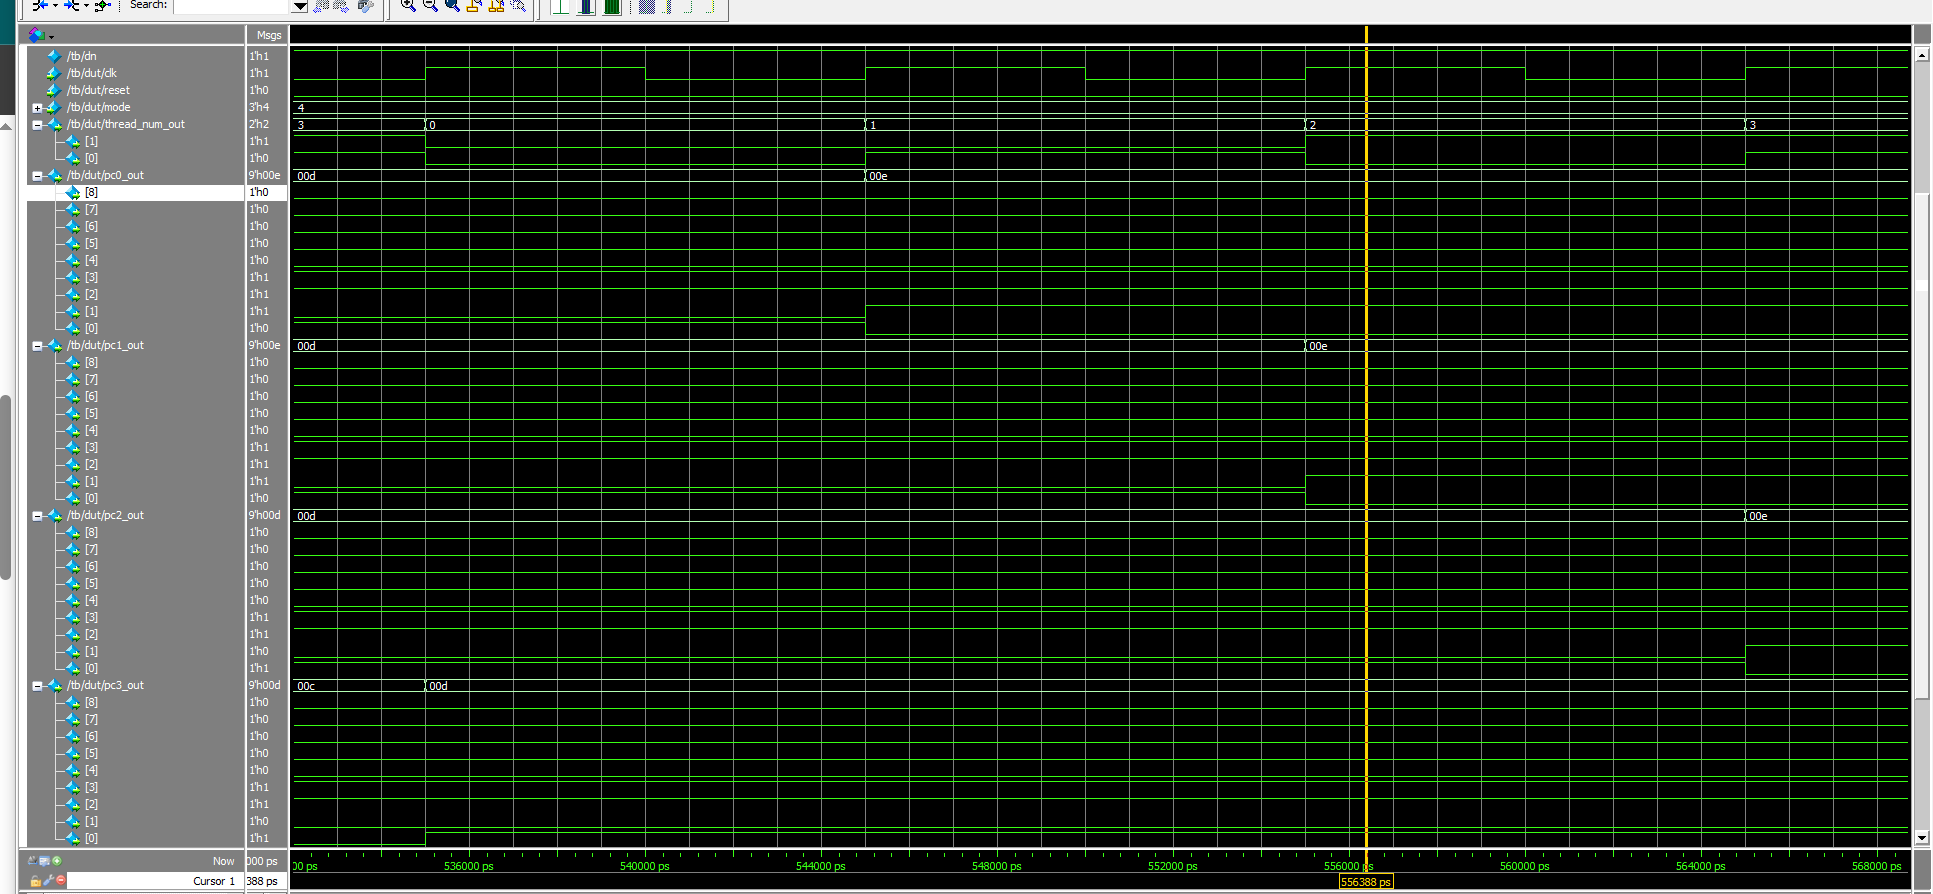 Search:
Msgs
/tb/dn 1'h1
/tb/dut/clk 1'h1
/tb/dut/reset 1'h0
/tb/dut/mode 3'h4 4
/tb/dut/thread_num_out 2'h2 3 0 1 2 3
[1] 1'h1
[0] 1'h0
/tb/dut/pc0_out 9'h00e 00d 00e
[8] 1'h0
[7] 1'h0
[6] 1'h0
[5] 1'h0
[4] 1'h0
[3] 1'h1
[2] 1'h1
[1] 1'h1
[0] 1'h0
/tb/dut/pc1_out 9'h00e 00d 00e
[8] 1'h0
[7] 1'h0
[6] 1'h0
[5] 1'h0
[4] 1'h0
[3] 1'h1
[2] 1'h1
[1] 1'h1
[0] 1'h0
/tb/dut/pc2_out 9'h00d 00d 00e
[8] 1'h0
[7] 1'h0
[6] 1'h0
[5] 1'h0
[4] 1'h0
[3] 1'h1
[2] 1'h1
[1] 1'h0
[0] 1'h1
/tb/dut/pc3_out 9'h00d 00c 00d
[8] 1'h0
[7] 1'h0
[6] 1'h0
[5] 1'h0
[4] 1'h0
[3] 1'h1
[2] 1'h1
[1] 1'h0
[0] 1'h1
Now 000 ps 00 ps 536000 ps 540000 ps 544000 ps 548000 ps 552000 ps 556000 ps 560000 ps 564000 ps 568000 ps
Cursor 1 388 ps 556388 ps